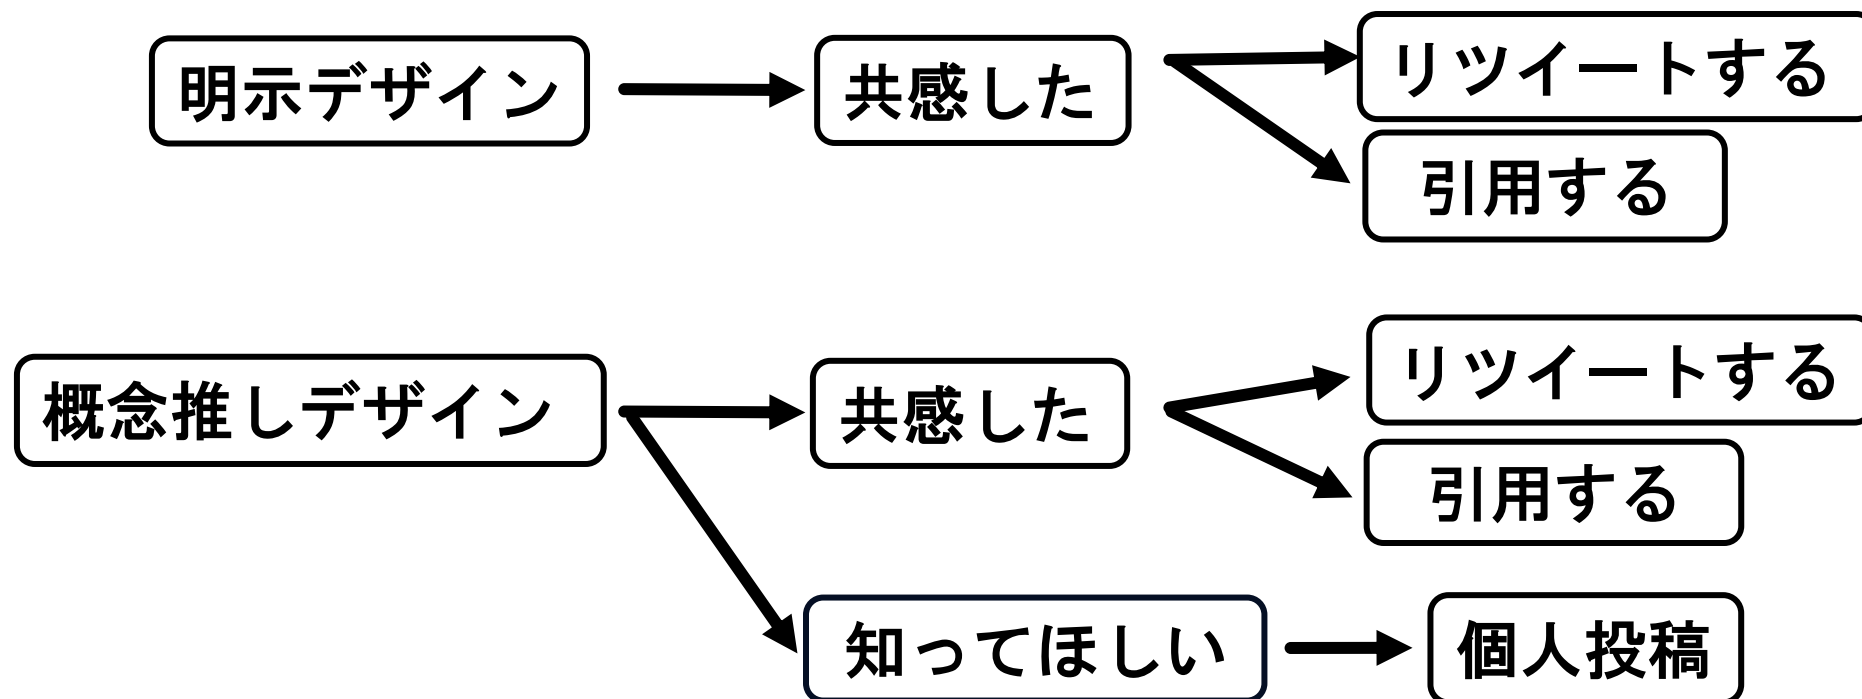 明示デザイン
共感した
リツイートする
引用する
概念推しデザイン
共感した
リツイートする
引用する
知ってほしい
個人投稿